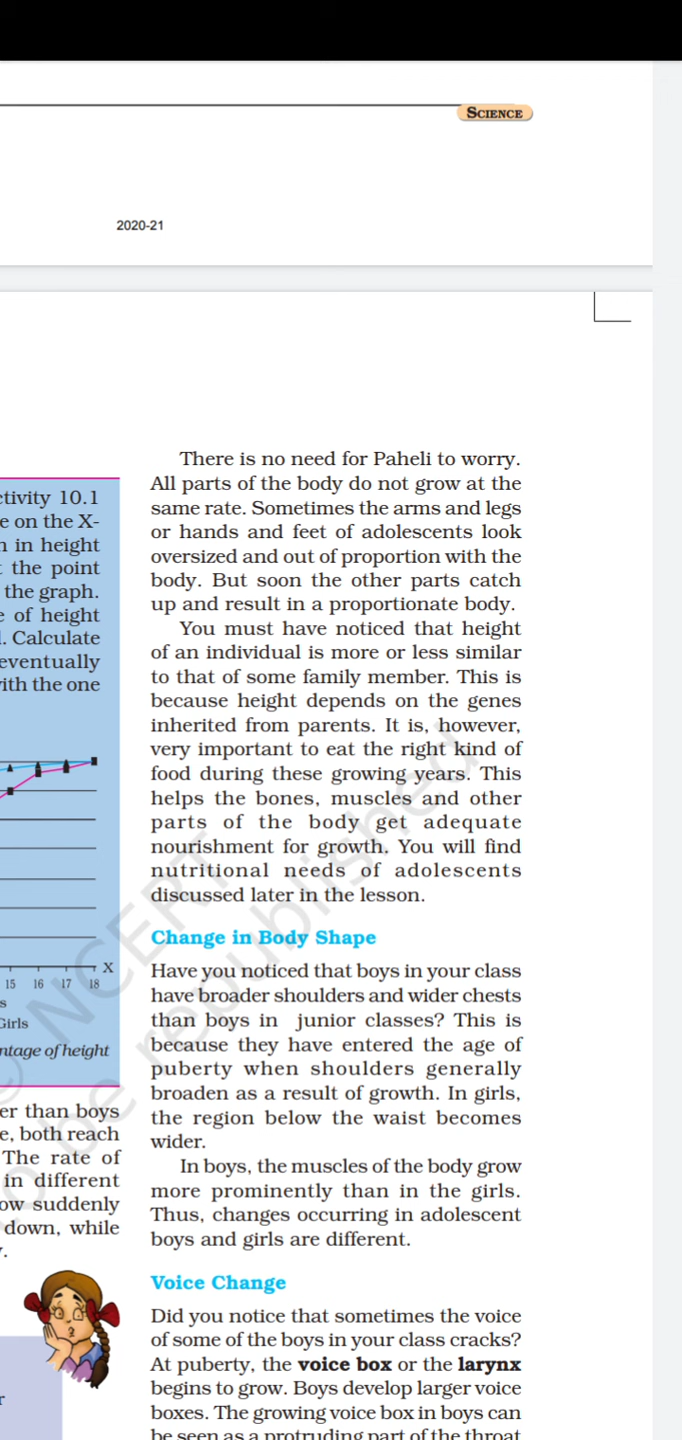 SCIENCE
2020-21
ctivity 10.1
e on the X-
n in height
t the point
the graph.
e of height
. Calculate
eventually
ith the one
X
15 16 17 18
s
Girls
ntage of height
er than boys
e, both reach
The rate of
in different
ow suddenly
down, while
There is no need for Paheli to worry.
All parts of the body do not grow at the
same rate. Sometimes the arms and legs
or hands and feet of adolescents look
oversized and out of proportion with the
body. But soon the other parts catch
up and result in a proportionate body.
You must have noticed that height
of an individual is more or less similar
to that of some family member. This is
because height depends on the genes
inherited from parents. It is, however,
very important to eat the right kind of
food during these growing years. This
helps the bones, muscles and other
parts of the body get adequate
nourishment for growth. You will find
nutritional needs of adolescents
discussed later in the lesson.
Change in Body Shape
Have you noticed that boys in your class
have broader shoulders and wider chests
than boys in junior classes? This is
because they have entered the age of
puberty when shoulders generally
broaden as a result of growth. In girls,
the region below the waist becomes
wider.
In boys, the muscles of the body grow
more prominently than in the girls.
Thus, changes occurring in adolescent
boys and girls are different.
Voice Change
Did you notice that sometimes the voice
of some of the boys in your class cracks?
At puberty, the voice box or the larynx
begins to grow. Boys develop larger voice
boxes. The growing voice box in boys can
be seen as a protruding part of the throat
© NCERT
to be republished